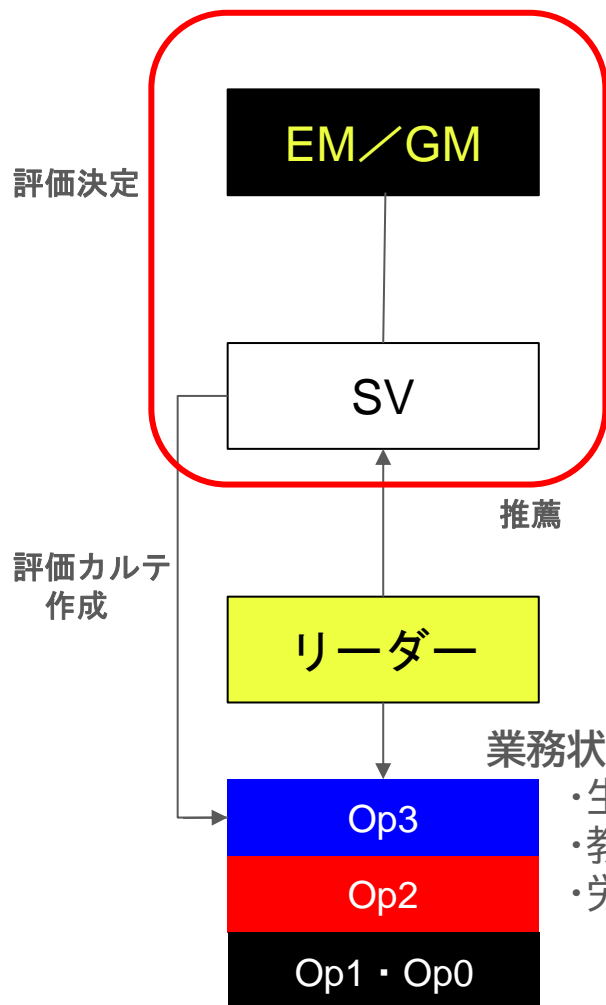 EM／GM
評価決定
SV
推薦
評価カルテ
作成
リーダー
業務状
・生
・教
・労
Op3
Op2
Op1・Op0